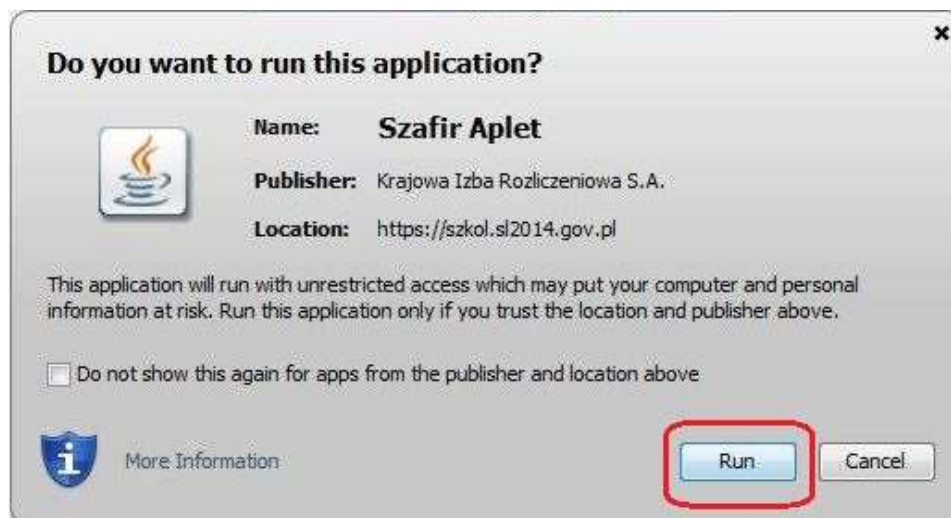 Do you want to run this application?
Name: Szafir Aplet
Publisher: Krajowa Izba Rozliczeniowa S.A.
Location: https://szkol.sl2014.gov.pl
This application will run with unrestricted access which may put your computer and personal
information at risk. Run this application only if you trust the location and publisher above.
Do not show this again for apps from the publisher and location above
More Information
Run Cancel